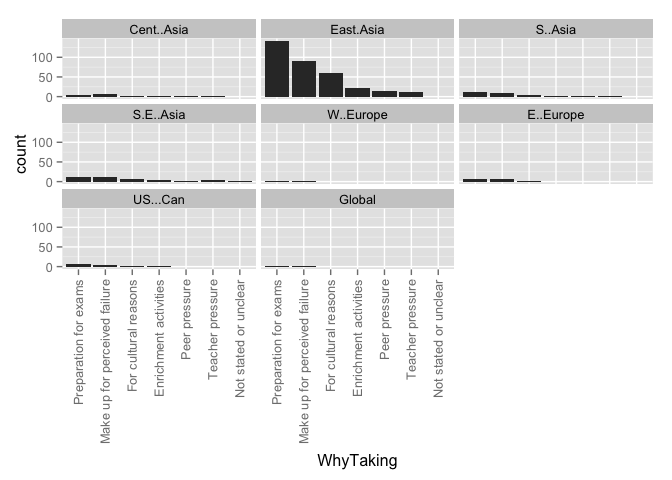 Cent..Asia
East.Asia
S..Asia
100
50
0
S.E..Asia
W..Europe
E..Europe
100
50
0
US...Can
Global
100
50
0
count
Preparation for exams
Make up for perceived failure
For cultural reasons
Enrichment activities
Peer pressure
Teacher pressure
Not stated or unclear
Preparation for exams
Make up for perceived failure
For cultural reasons
Enrichment activities
Peer pressure
Teacher pressure
Not stated or unclear
WhyTaking